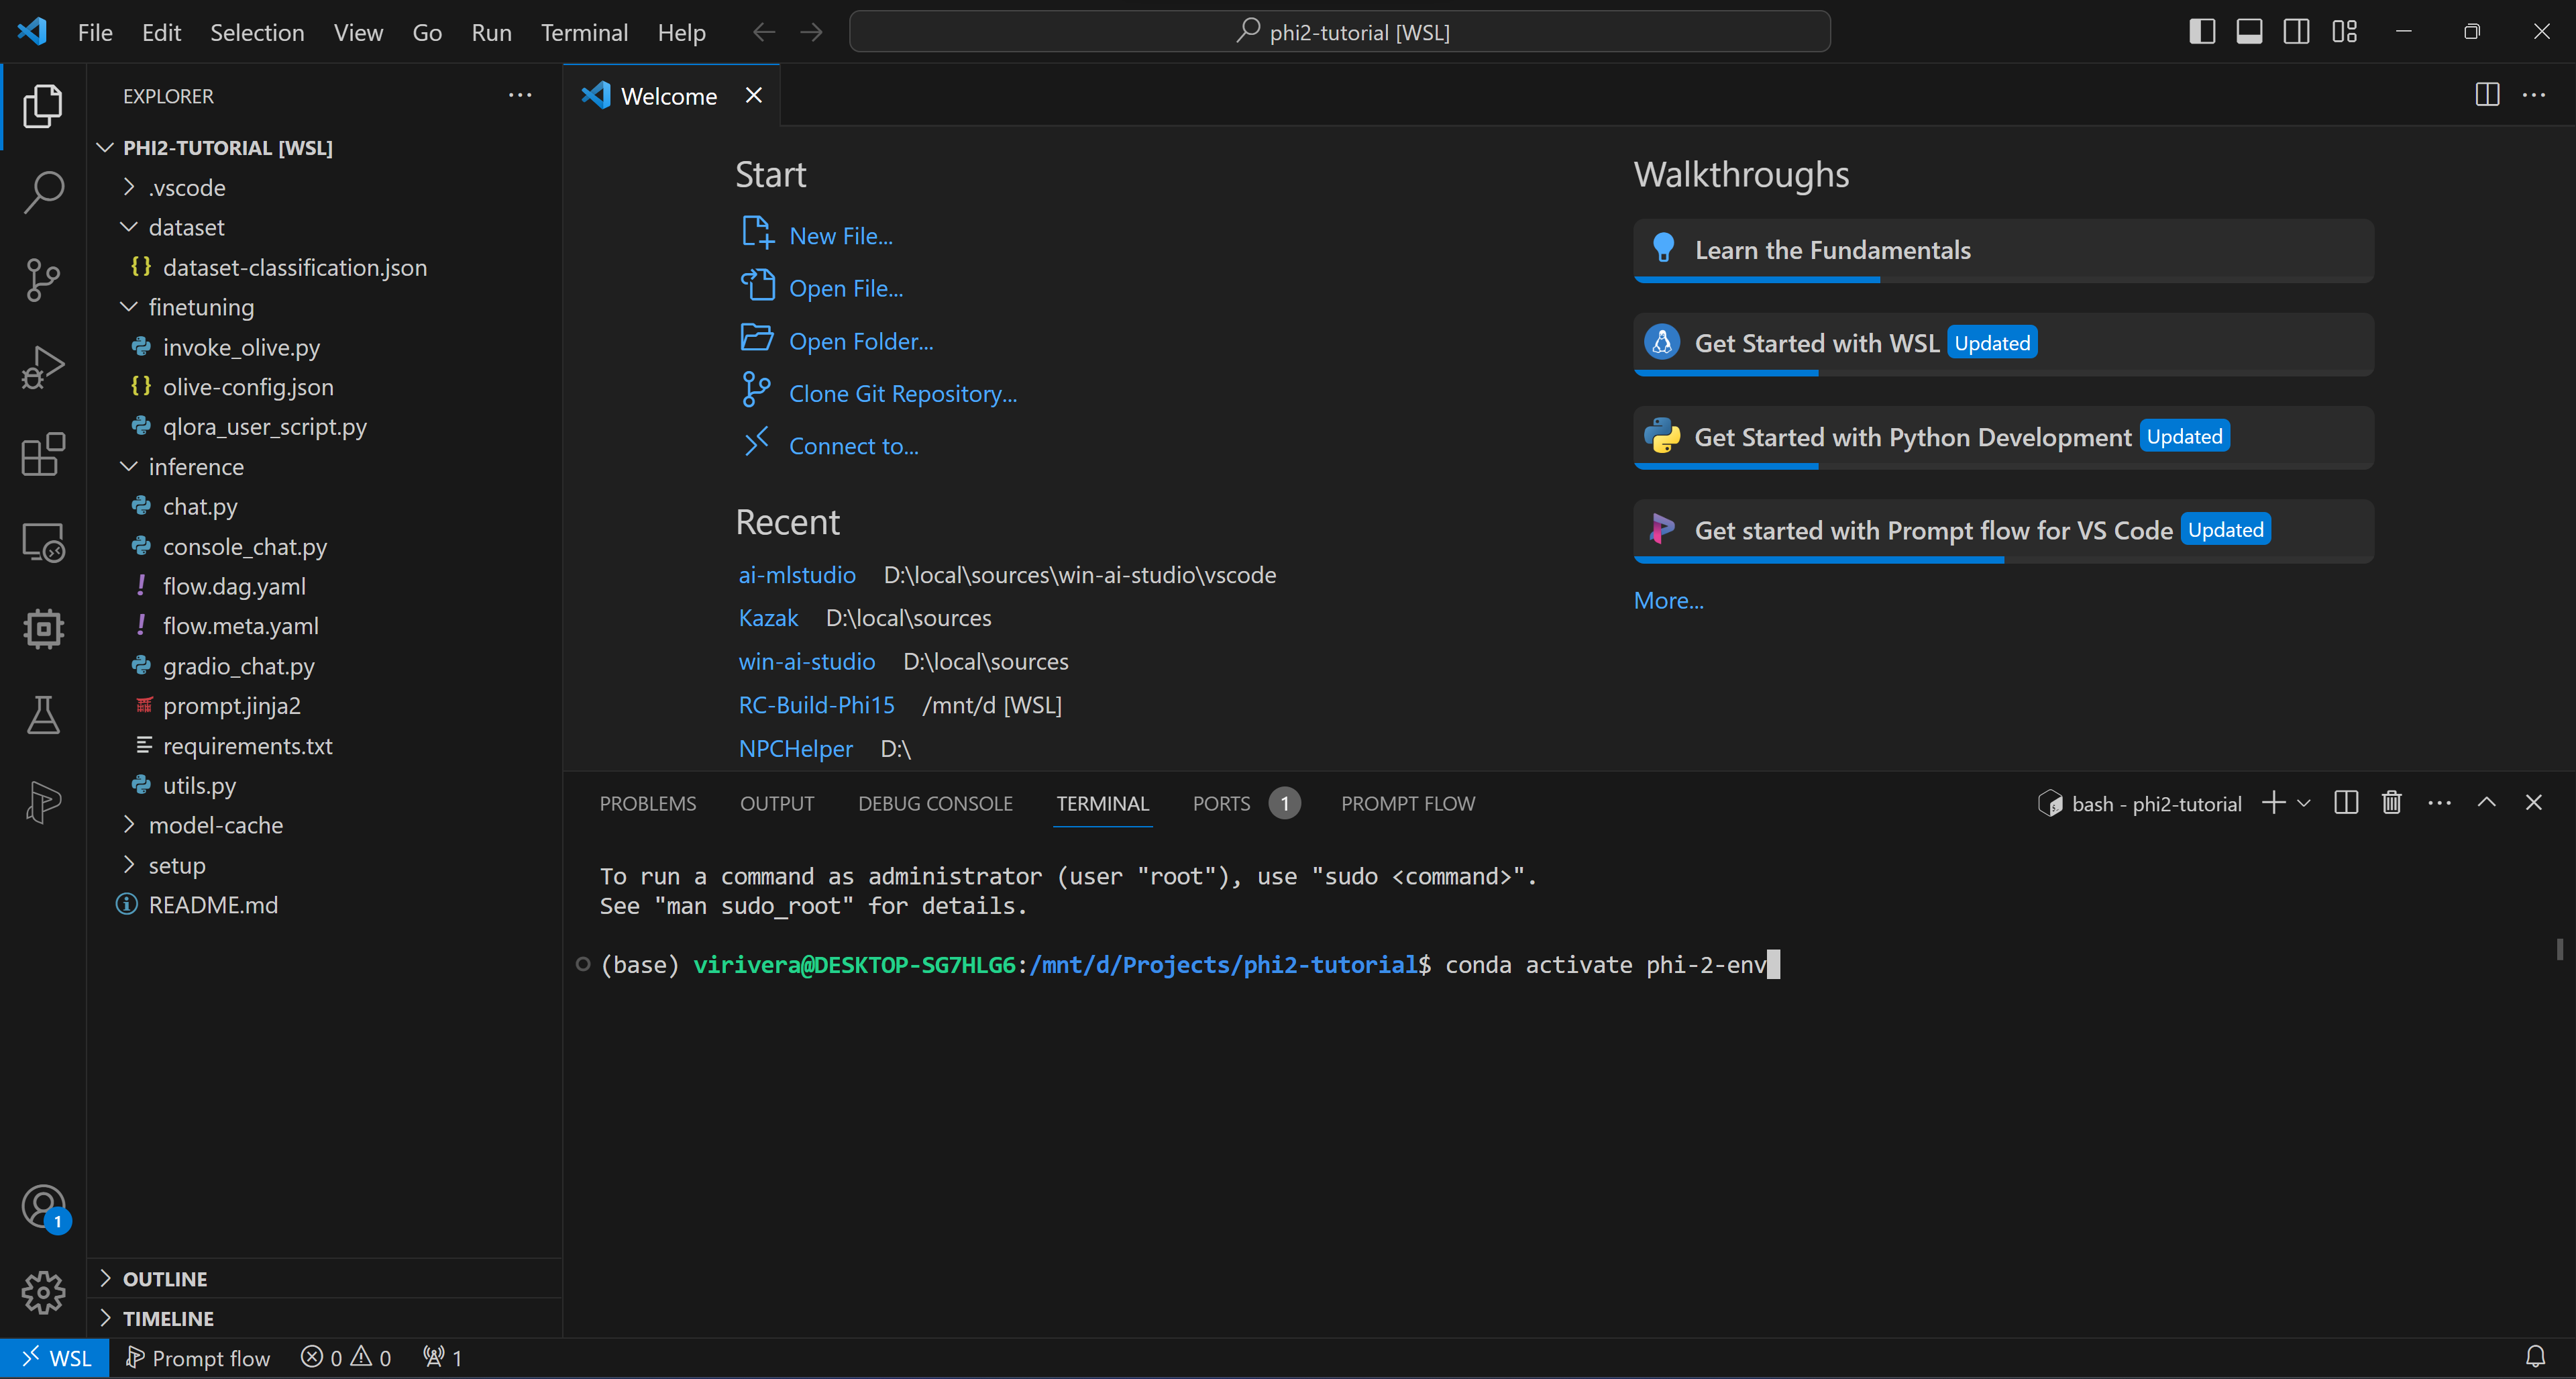 File Edit Selection View Go Run Terminal Help
phi2-tutorial [WSL]
EXPLORER
PHI2-TUTORIAL [WSL]
.vscode
dataset
{} dataset-classification.json
finetuning
invoke_olive.py
{} olive-config.json
qlora_user_script.py
inference
chat.py
console_chat.py
! flow.dag.yaml
! flow.meta.yaml
gradio_chat.py
prompt.jinja2
requirements.txt
utils.py
model-cache
setup
README.md
OUTLINE
TIMELINE
1
Welcome
Start
New File...
Open File...
Open Folder...
Clone Git Repository...
Connect to...
Recent
ai-mlstudio D:\local\sources\win-ai-studio\vscode
Kazak D:\local\sources
win-ai-studio D:\local\sources
RC-Build-Phi15 /mnt/d [WSL]
NPCHelper D:\
Walkthroughs
Learn the Fundamentals
Get Started with WSL Updated
Get Started with Python Development Updated
Get started with Prompt flow for VS Code Updated
More...
PROBLEMS OUTPUT DEBUG CONSOLE TERMINAL PORTS 1 PROMPT FLOW
bash - phi2-tutorial
To run a command as administrator (user "root"), use "sudo <command>".
See "man sudo_root" for details.
(base) virivera@DESKTOP-SG7HLG6:/mnt/d/Projects/phi2-tutorial$ conda activate phi-2-env
WSL Prompt flow 0 0 1